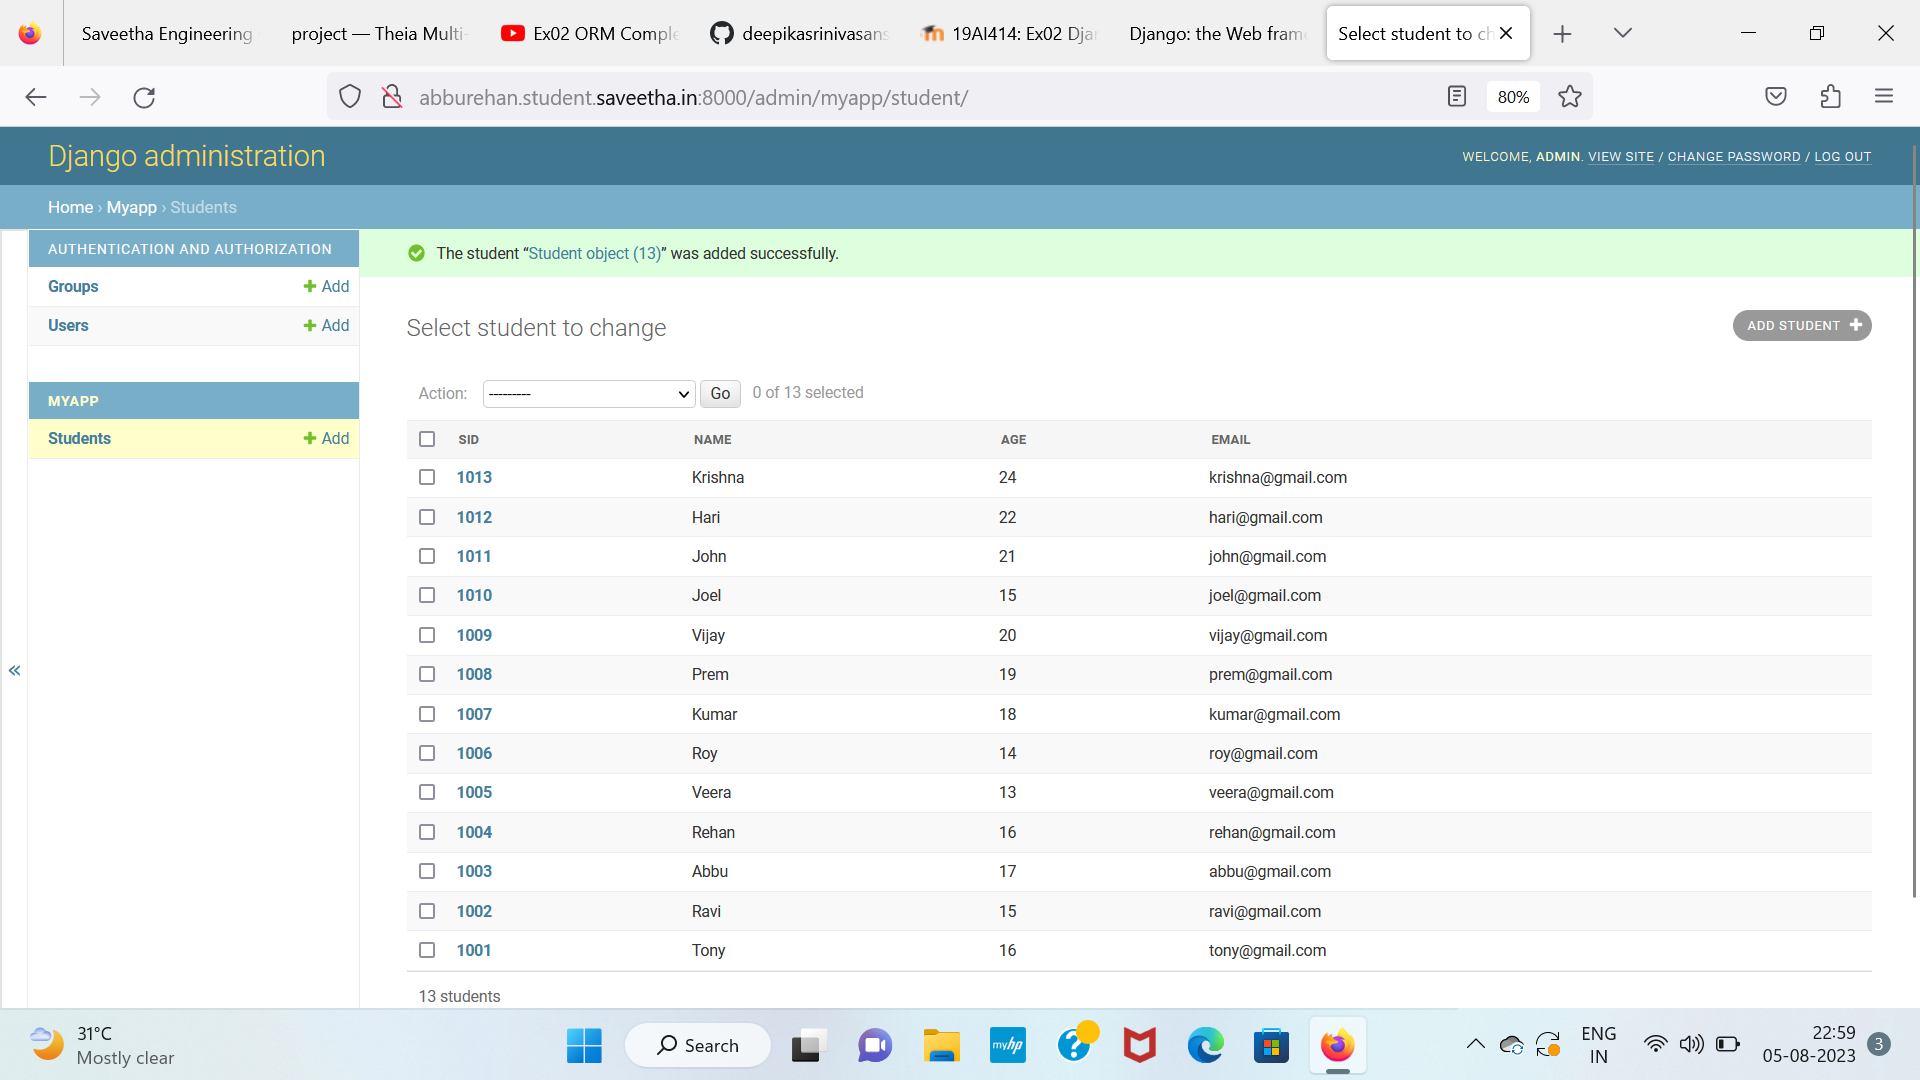 Saveetha Engineering
project — Theia Multi-
Ex02 ORM Comple
deepikasrinivasans
19AI414: Ex02 Dja
Django: the Web fram
Select student to ch
abburehan.student.saveetha.in:8000/admin/myapp/student/
80%
Django administration
WELCOME, ADMIN. VIEW SITE / CHANGE PASSWORD / LOG OUT
Home › Myapp › Students
AUTHENTICATION AND AUTHORIZATION
Groups + Add
Users + Add
MYAPP
Students + Add
«
The student “Student object (13)” was added successfully.
Select student to change
ADD STUDENT +
Action: --------- Go 0 of 13 selected
SID NAME AGE EMAIL
1013 Krishna 24 krishna@gmail.com
1012 Hari 22 hari@gmail.com
1011 John 21 john@gmail.com
1010 Joel 15 joel@gmail.com
1009 Vijay 20 vijay@gmail.com
1008 Prem 19 prem@gmail.com
1007 Kumar 18 kumar@gmail.com
1006 Roy 14 roy@gmail.com
1005 Veera 13 veera@gmail.com
1004 Rehan 16 rehan@gmail.com
1003 Abbu 17 abbu@gmail.com
1002 Ravi 15 ravi@gmail.com
1001 Tony 16 tony@gmail.com
13 students
31°C
Mostly clear
Search
myhp
?
ENG
IN
22:59
05-08-2023
3